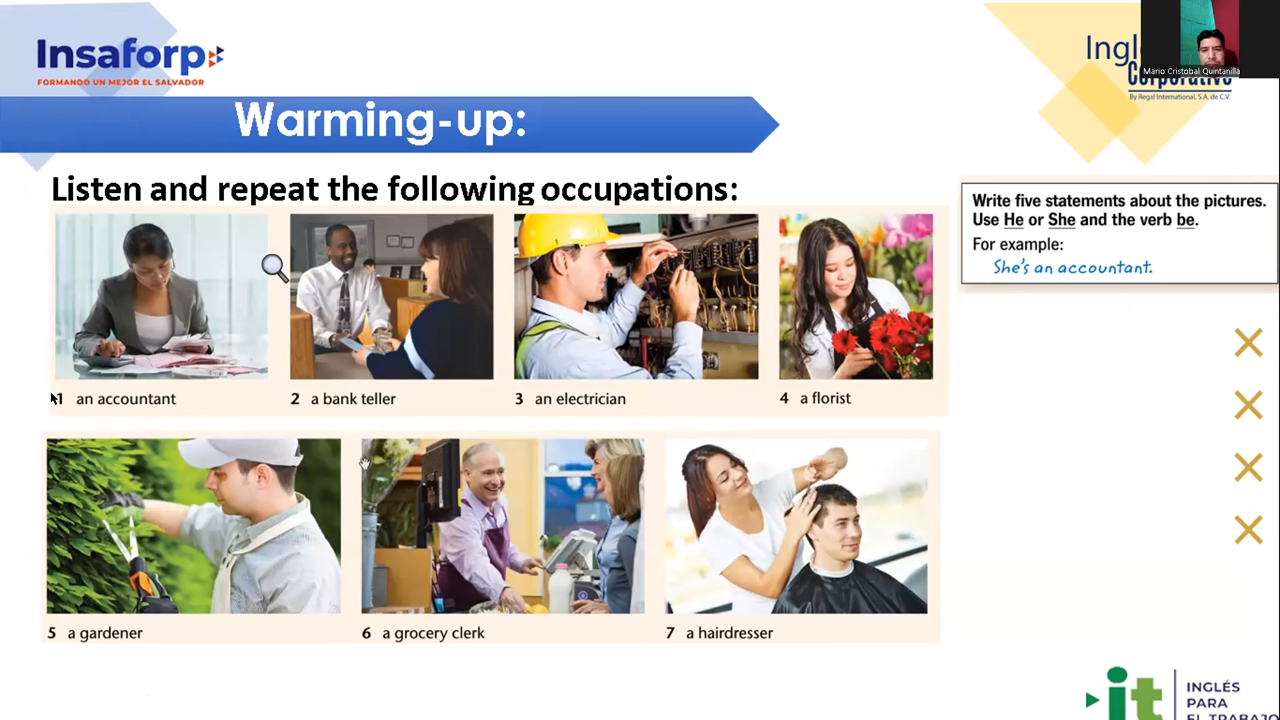 Insaforp
FORMANDO UN MEJOR EL SALVADOR
Corporative
By Regal International, S.A. de C.V.
Mario Cristobal Quintanilla
Warming-up:
Listen and repeat the following occupations:
Write five statements about the pictures.
Use He or She and the verb be.
For example:
She's an accountant.
1 an accountant
2 a bank teller
3 an electrician
4 a florist
5 a gardener
6 a grocery clerk
7 a hairdresser
it
INGLÉS
PARA
EL TRABAJO